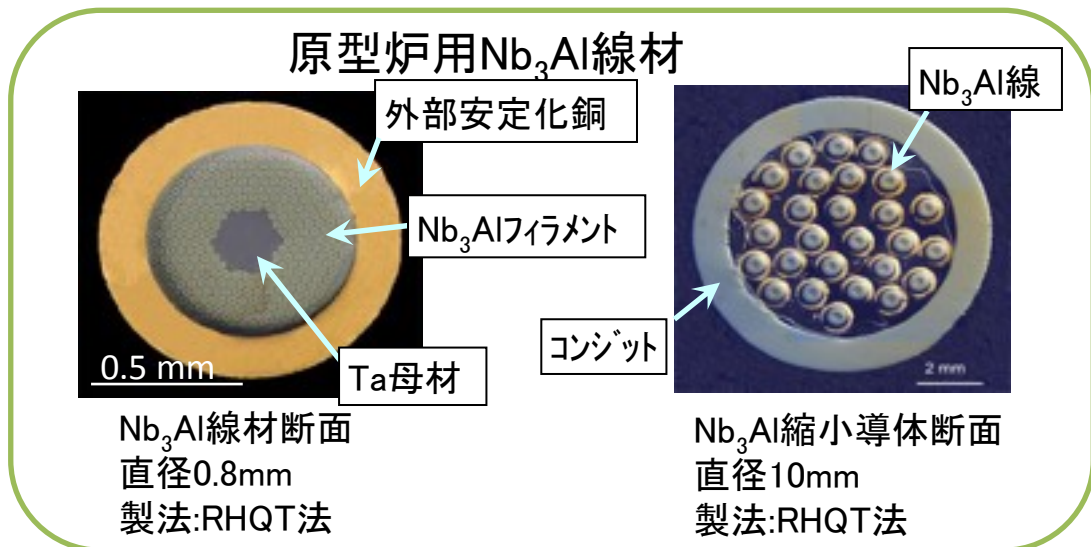 原型炉用Nb₃Al線材
外部安定化銅
Nb₃Alフィラメント
Ta母材
0.5 mm
Nb₃Al線材断面
直径0.8mm
製法:RHQT法
Nb₃Al線
コンジット
2 mm
Nb₃Al縮小導体断面
直径10mm
製法:RHQT法